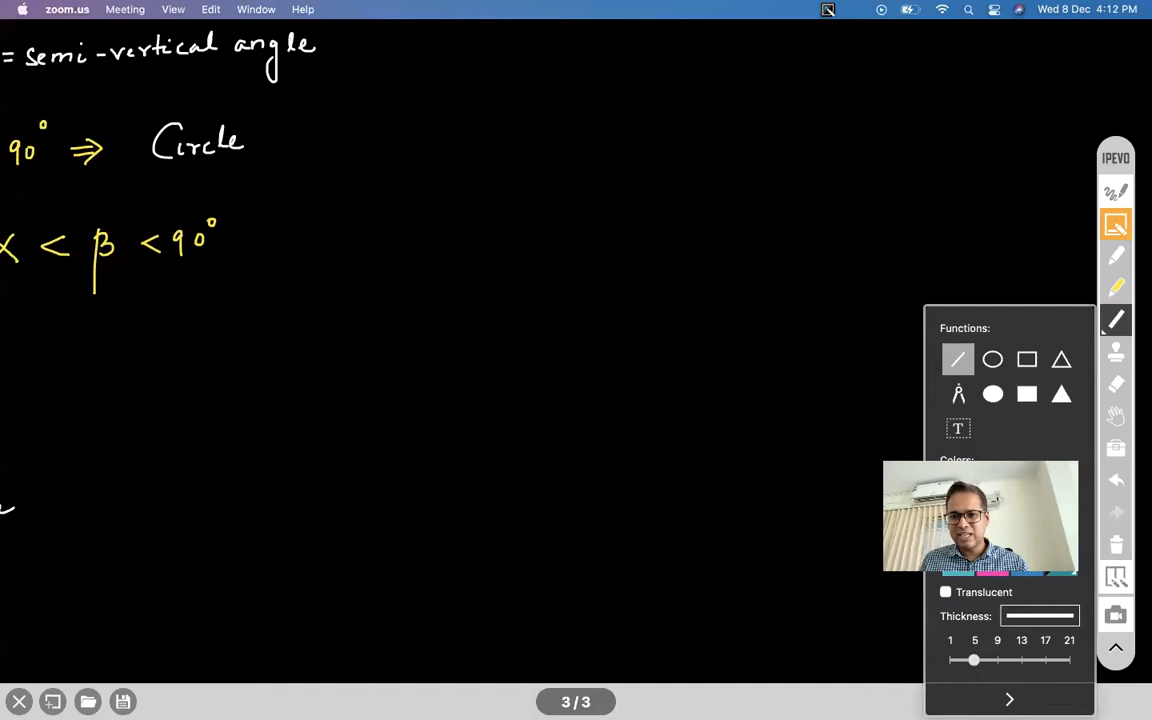 zoom.us Meeting View Edit Window Help Wed 8 Dec 4:12 PM
= semi-vertical angle
90° ⇒ Circle
α < β < 90°
IPEVO
Functions:
T
Colors:
Translucent
Thickness:
1 5 9 13 17 21
3 / 3